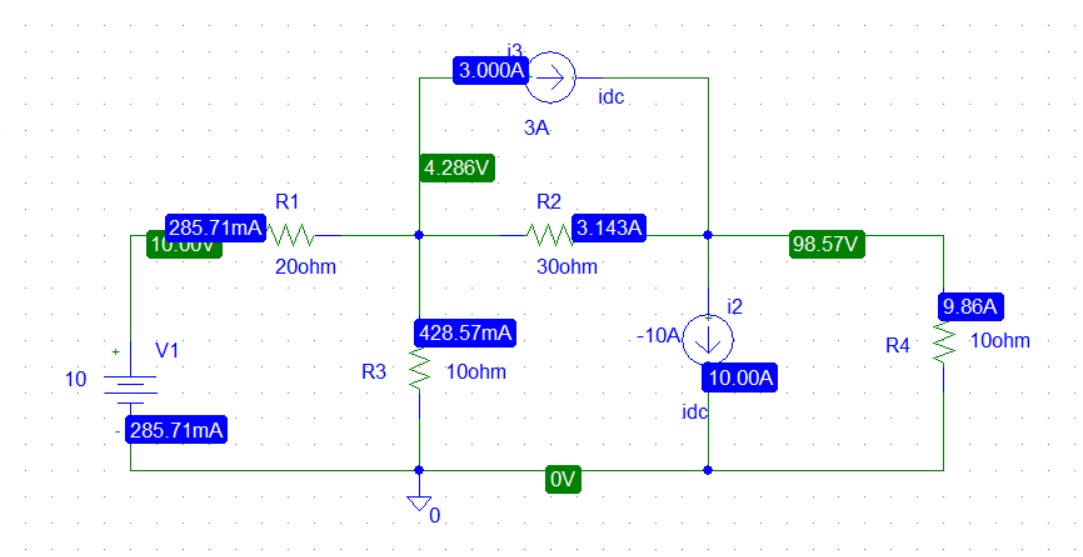 i3
3.000A
idc
3A
4.286V
R1
R2
285.71mA
3.143A
10.00V
98.57V
20ohm
30ohm
i2
9.86A
428.57mA
-10A
R4
10ohm
+
V1
R3
10ohm
10
10.00A
idc
-
285.71mA
0V
0